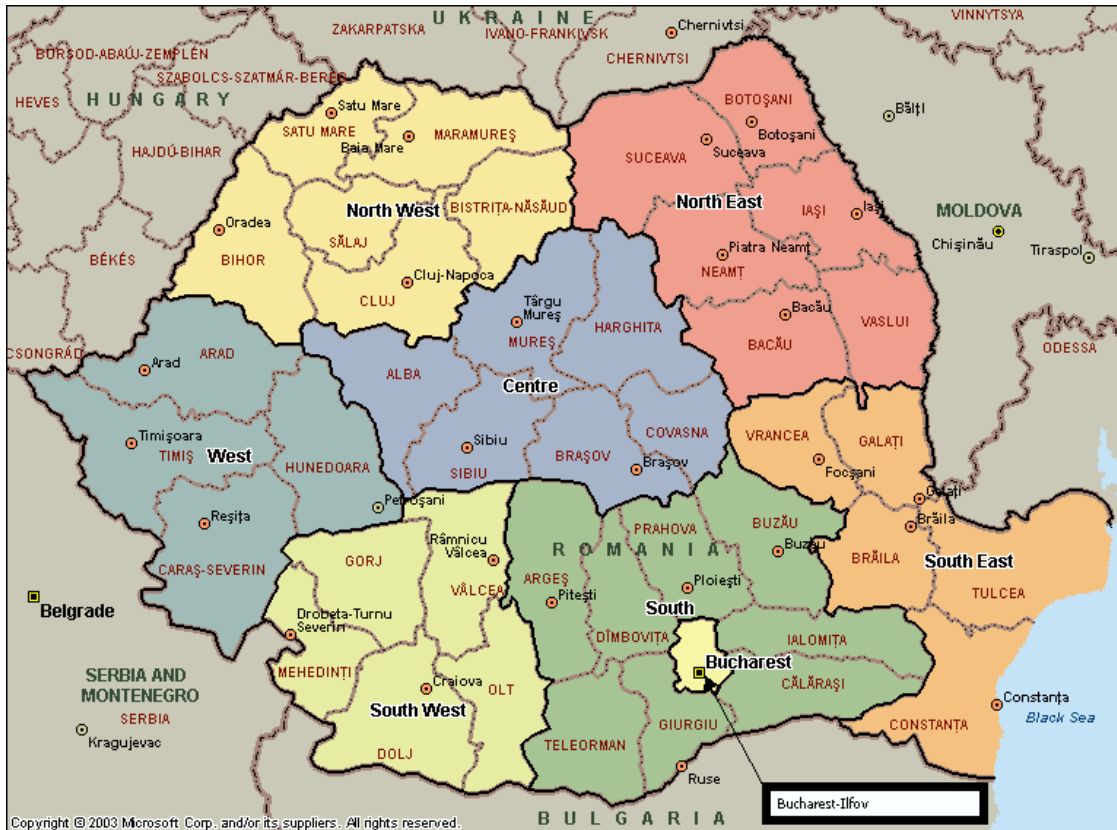 UKRAINE
ZAKARPATSKA
IVANO-FRANKIVSK
Chernivtsi
CHERNIVTSI
VINNYTSYA
BORSOD-ABAÚJ-ZEMPLÉN
SZABOLCS-SZATMÁR-BEREG
HEVES
HUNGARY
HAJDÚ-BIHAR
Satu Mare
SATU MARE
Baia Mare
MARAMUREŞ
BOTOŞANI
Botoşani
SUCEAVA
Suceava
Bălţi
Oradea
North West
BISTRIŢA-NĂSĂUD
North East
IAŞI
Iaşi
MOLDOVA
Chişinău
Tiraspol
SĂLAJ
BÉKÉS
BIHOR
Piatra Neamţ
NEAMŢ
Cluj-Napoca
CLUJ
Târgu
Mureş
MUREŞ
HARGHITA
Bacău
BACĂU
VASLUI
CSONGRÁD
ARAD
Arad
ODESSA
ALBA
Centre
Timişoara
TIMIŞ
West
HUNEDOARA
Sibiu
SIBIU
BRAŞOV
Braşov
COVASNA
VRANCEA
Focşani
GALAŢI
Galaţi
Petroşani
Reşiţa
CARAŞ-SEVERIN
GORJ
Râmnicu
Vâlcea
VÂLCEA
PRAHOVA
BUZĂU
Buzău
Brăila
BRĂILA
South East
TULCEA
ROMANIA
ARGEŞ
Piteşti
Ploieşti
South
DÎMBOVIŢA
IALOMIŢA
Belgrade
Drobeta-Turnu
Severin
MEHEDINŢI
SERBIA AND
MONTENEGRO
SERBIA
Kragujevac
Craiova
South West
OLT
DOLJ
Bucharest
CĂLĂRAŞI
GIURGIU
TELEORMAN
CONSTANŢA
Constanţa
Black Sea
Ruse
BULGARIA
Bucharest-Ilfov
Copyright © 2003 Microsoft Corp. and/or its suppliers. All rights reserved.